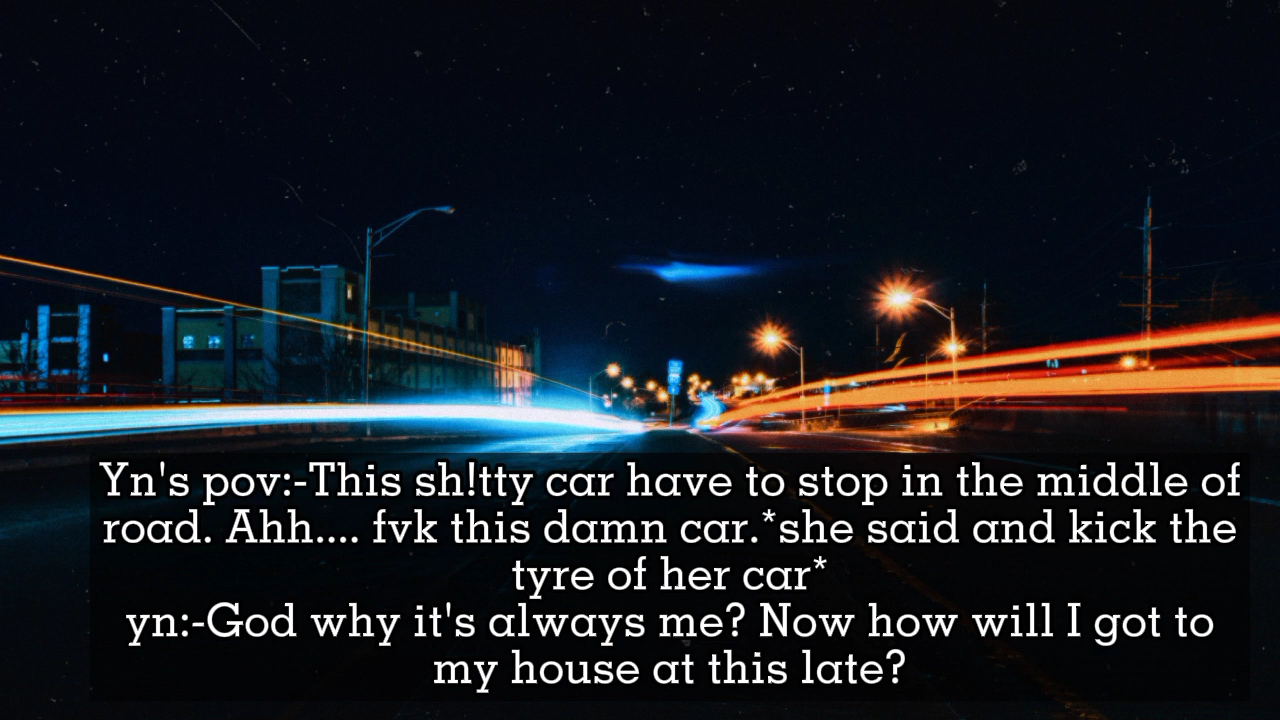 Yn's pov:-This sh!tty car have to stop in the middle of
road. Ahh.... fvk this damn car.*she said and kick the
tyre of her car*
yn:-God why it's always me? Now how will I got to
my house at this late?